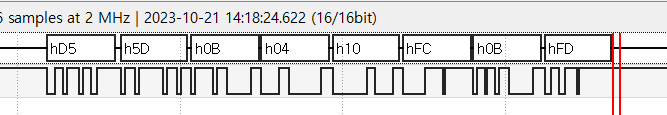 samples at 2 MHz | 2023-10-21 14:18:24.622 (16/16bit)
hD5 h5D h0B h04 h10 hFC h0B hFD